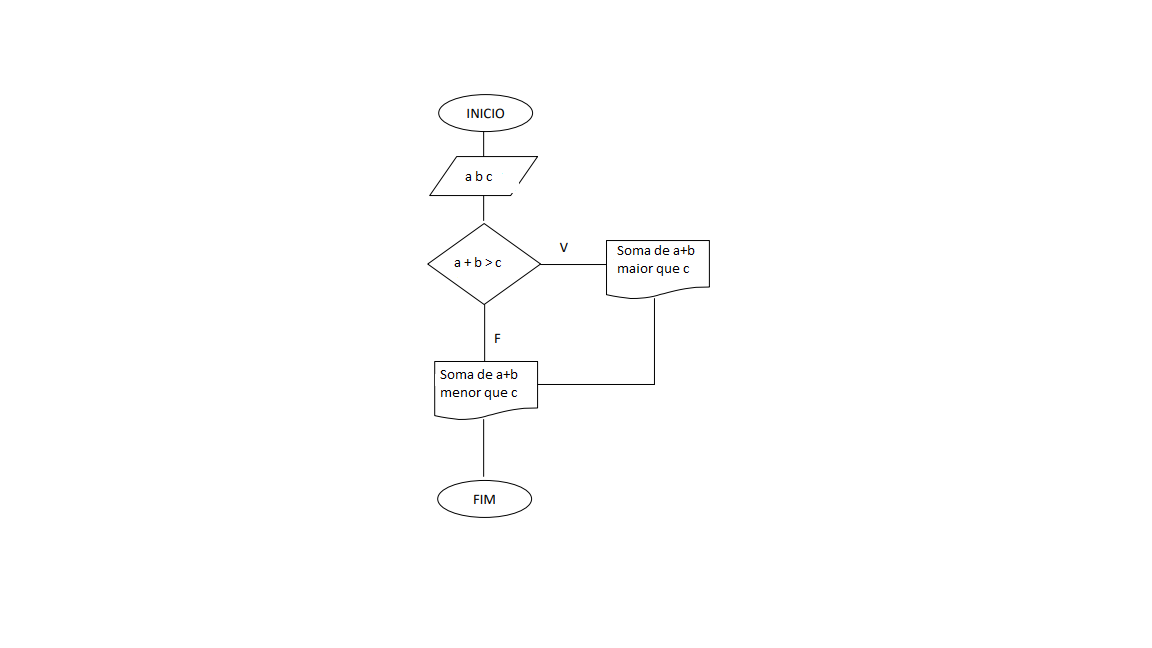 INICIO
a b c
a + b > c
V
Soma de a+b
maior que c
F
Soma de a+b
menor que c
FIM